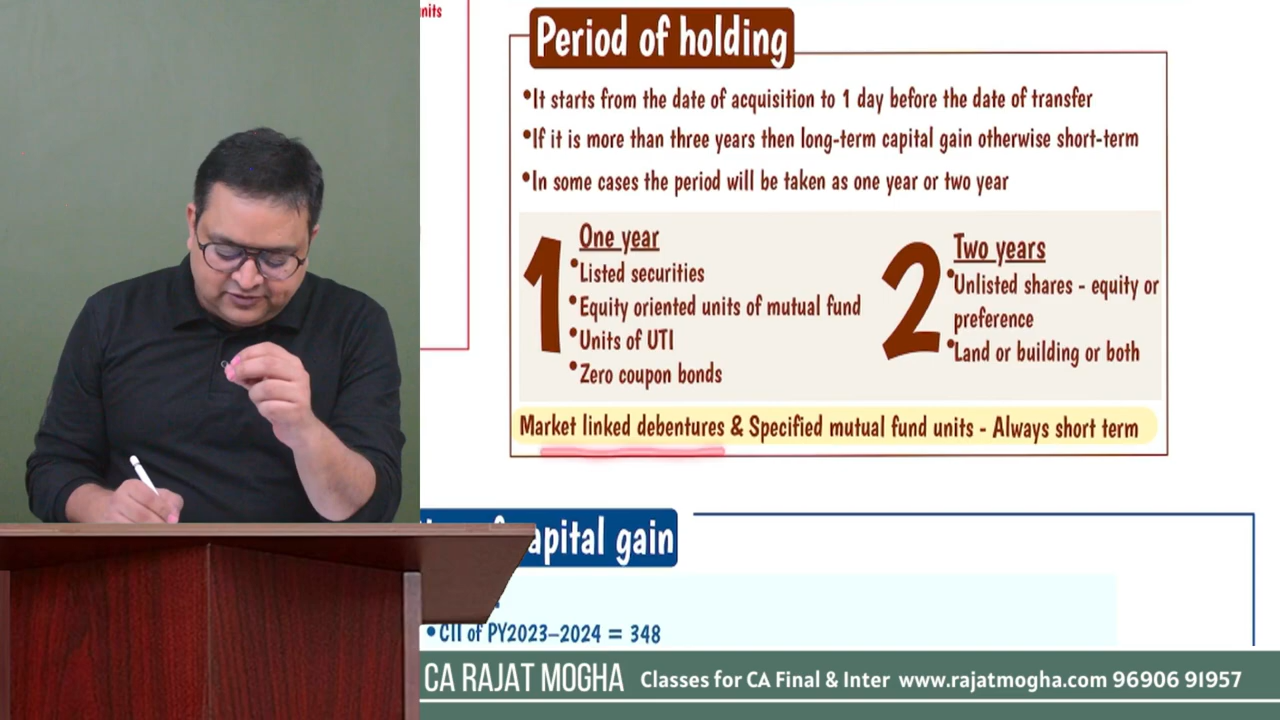 nits
Period of holding
•It starts from the date of acquisition to 1 day before the date of transfer
•If it is more than three years then long-term capital gain otherwise short-term
•In some cases the period will be taken as one year or two year
1
One year
•Listed securities
•Equity oriented units of mutual fund
•Units of UTI
•Zero coupon bonds
2
Two years
•Unlisted shares - equity or
preference
•Land or building or both
Market linked debentures & Specified mutual fund units - Always short term
apital gain
•CII of PY2023–2024 = 348
CA RAJAT MOGHA Classes for CA Final & Inter www.rajatmogha.com 96906 91957